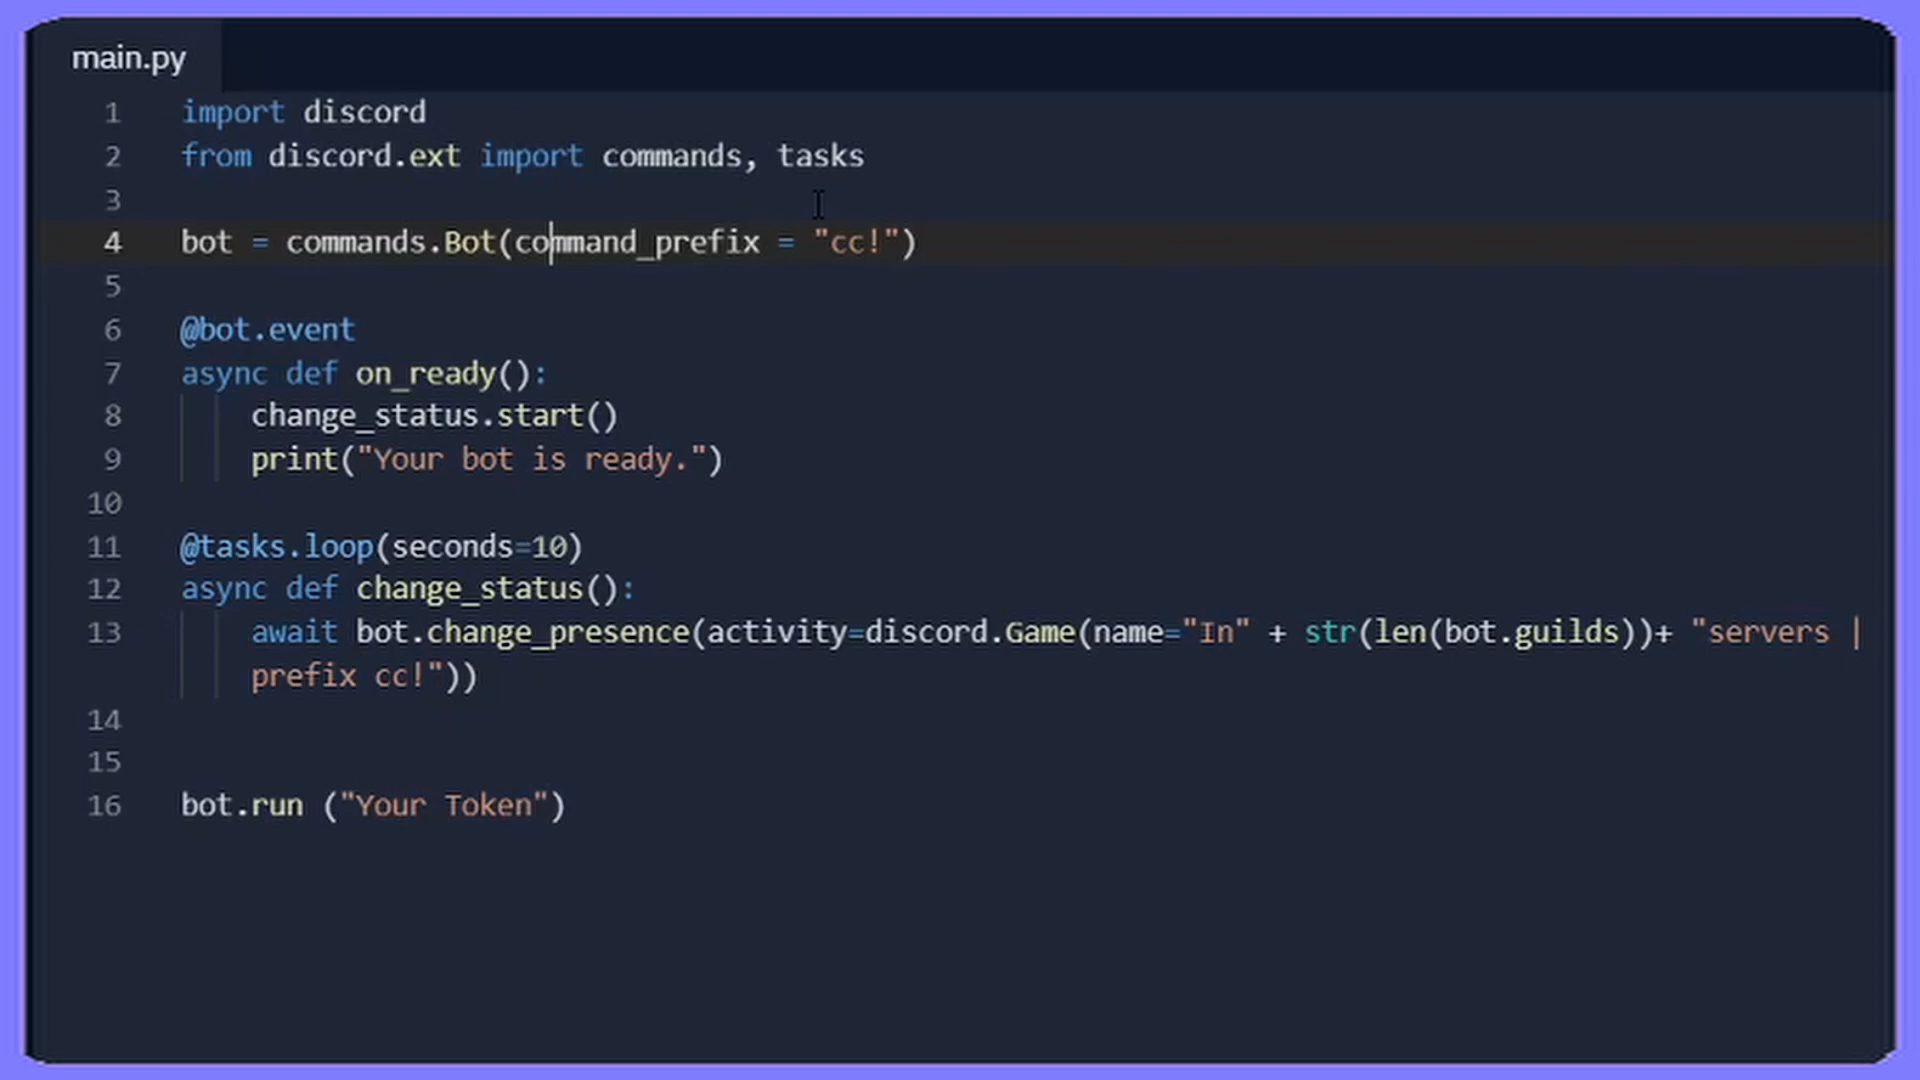 main.py
1 import discord
2 from discord.ext import commands, tasks
3
4 bot = commands.Bot(command_prefix = "cc!")
5
6 @bot.event
7 async def on_ready():
8 change_status.start()
9 print("Your bot is ready.")
10
11 @tasks.loop(seconds=10)
12 async def change_status():
13 await bot.change_presence(activity=discord.Game(name="In" + str(len(bot.guilds))+ "servers |
prefix cc!"))
14
15
16 bot.run ("Your Token")